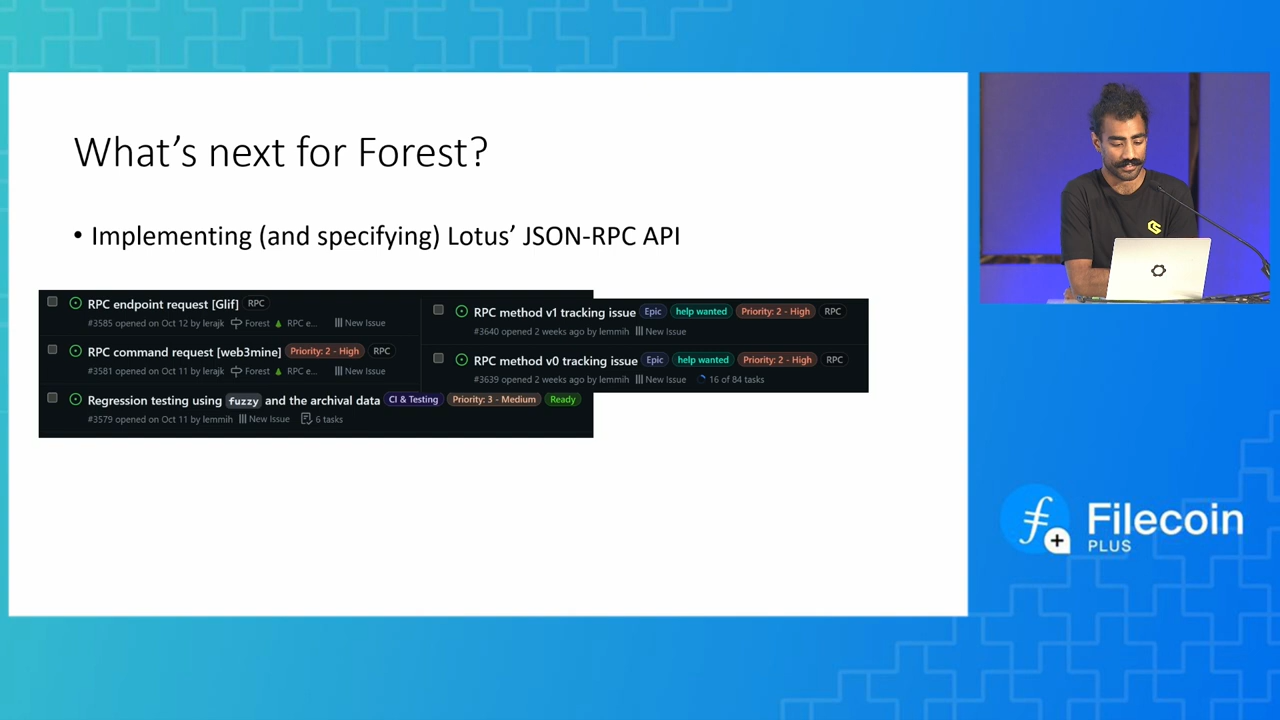 What's next for Forest?
• Implementing (and specifying) Lotus' JSON-RPC API
RPC endpoint request [Glif] RPC
#3585 opened on Oct 12 by lerajk Forest RPC e... New Issue
RPC command request [web3mine] Priority: 2 - High RPC
#3581 opened on Oct 11 by lerajk Forest RPC e... New Issue
Regression testing using fuzzy and the archival data CI & Testing Priority: 3 - Medium Ready
#3579 opened on Oct 11 by lemmih New Issue 6 tasks
RPC method v1 tracking issue Epic help wanted Priority: 2 - High RPC
#3640 opened 2 weeks ago by lemmih New Issue
RPC method v0 tracking issue Epic help wanted Priority: 2 - High RPC
#3639 opened 2 weeks ago by lemmih New Issue 16 of 84 tasks
Filecoin
PLUS